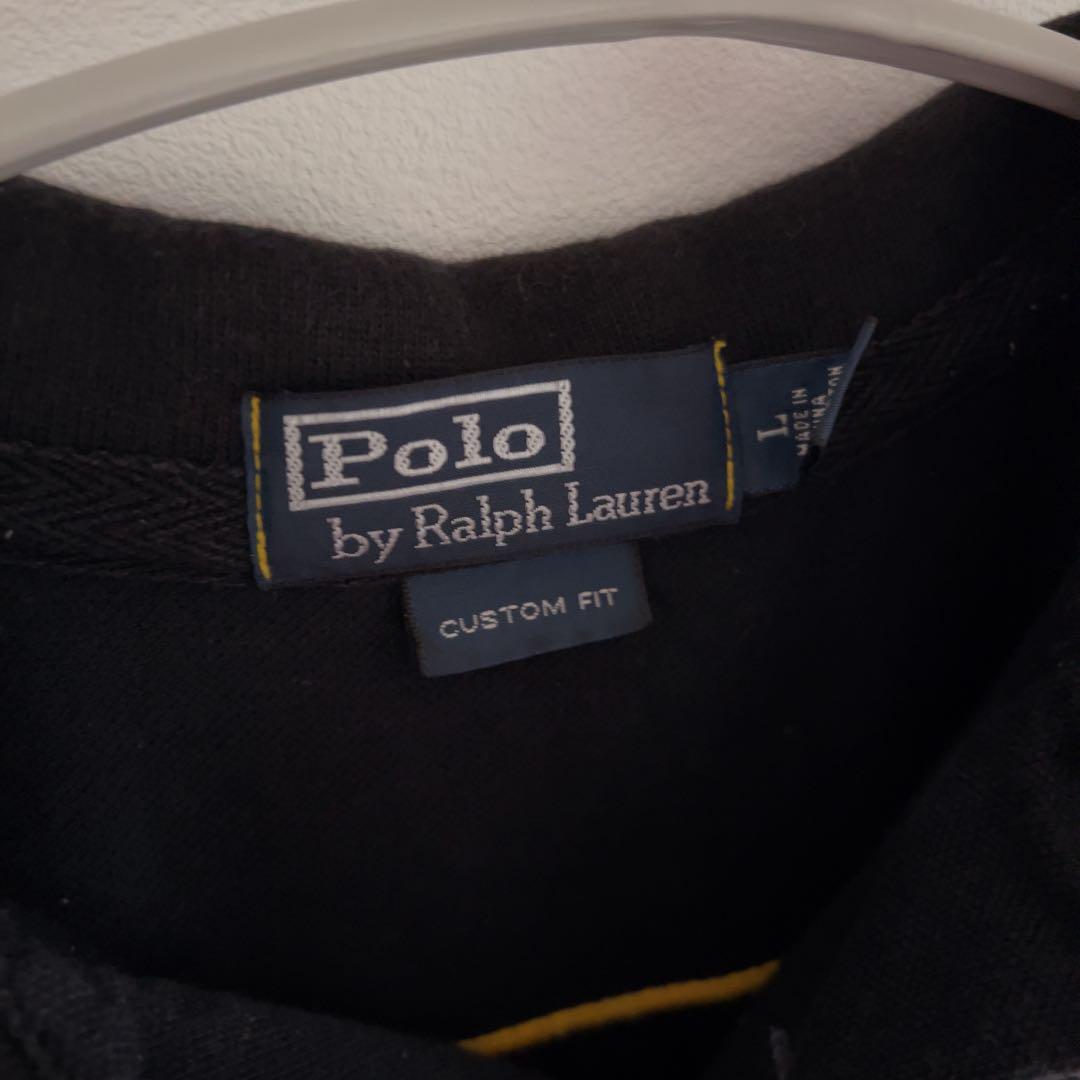 Polo
by Ralph Lauren
CUSTOM FIT
L
MADE IN